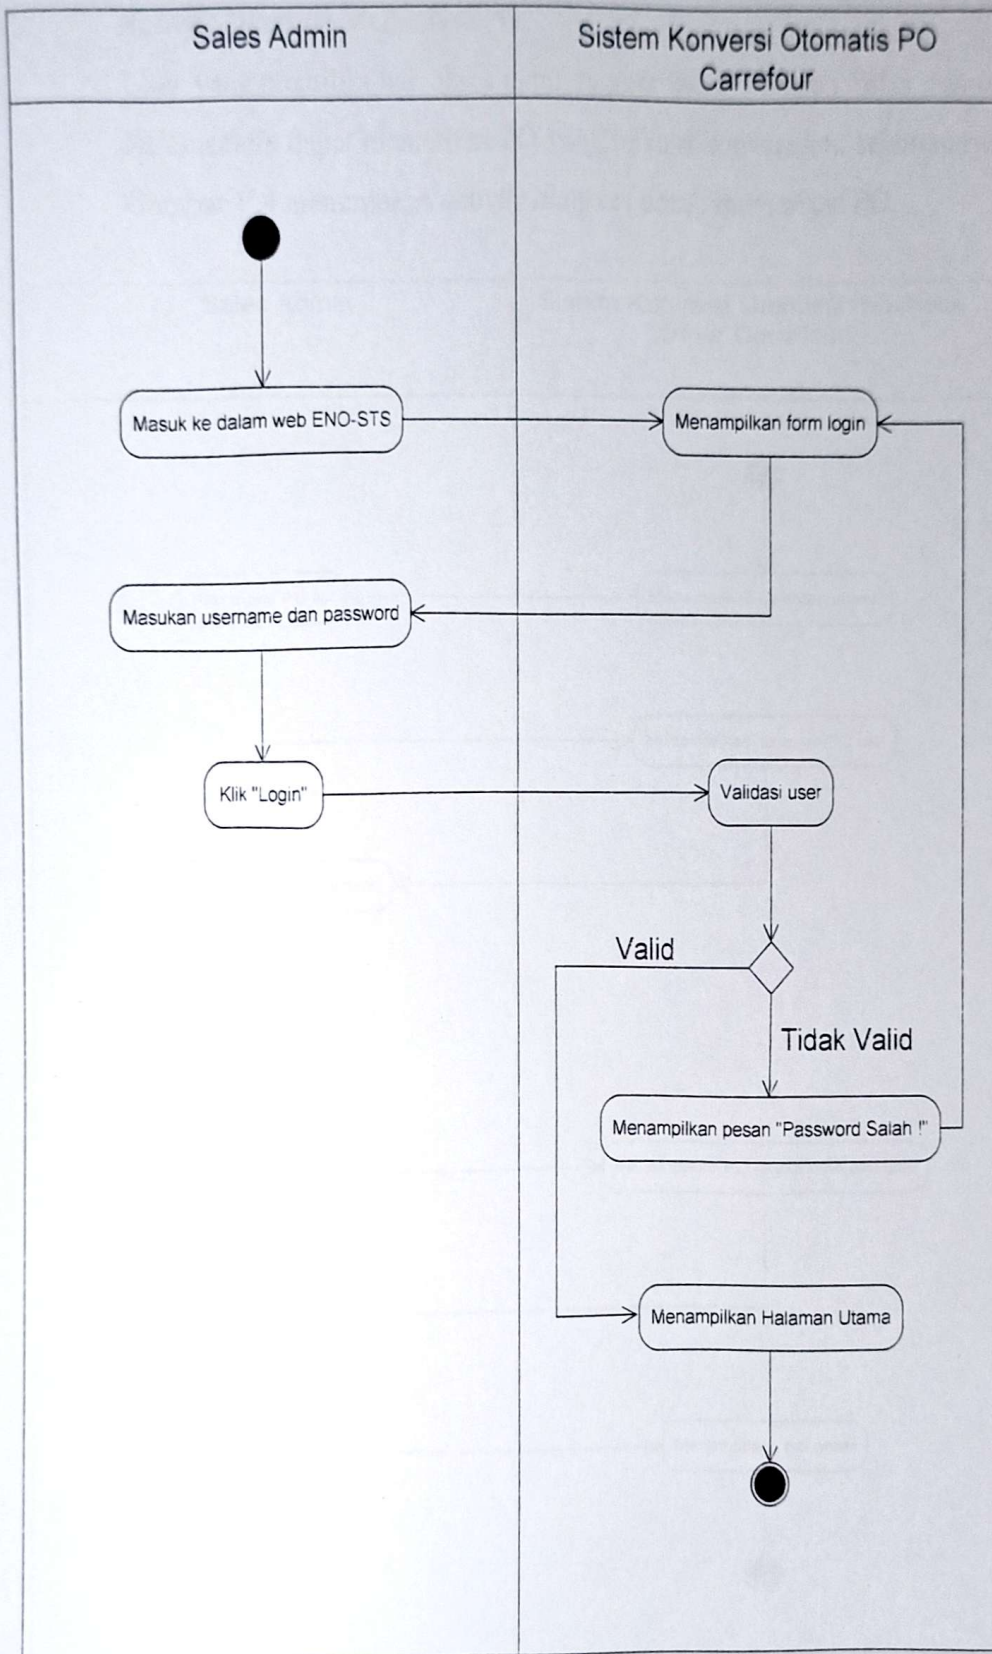 Sales Admin
Sistem Konversi Otomatis PO
Carrefour
Masuk ke dalam web ENO-STS
Menampilkan form login
Masukan username dan password
Klik "Login"
Validasi user
Valid
Tidak Valid
Menampilkan pesan "Password Salah !"
Menampilkan Halaman Utama